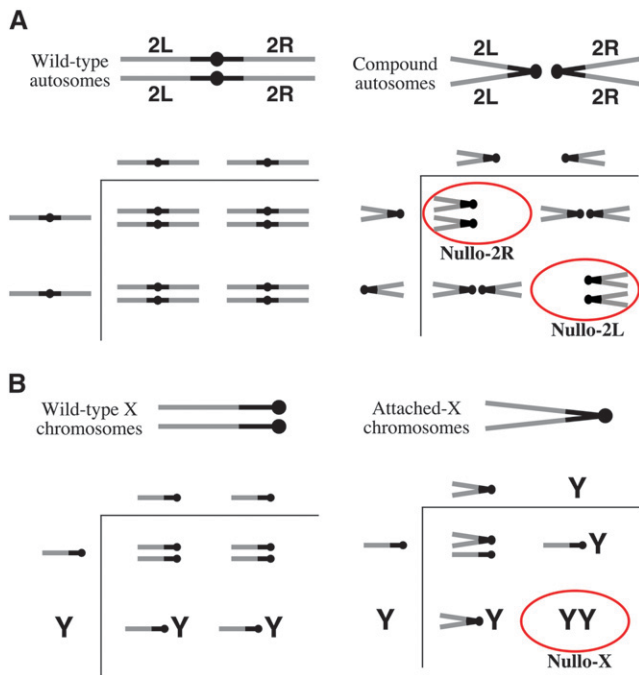 A
Wild-type
autosomes
2L 2R
2L 2R
Compound
autosomes
2L 2R
2L 2R
Nullo-2R
Nullo-2L
B
Wild-type X
chromosomes
Attached-X
chromosomes
Y
Y
Y
Y Y
Y
Y YY
Nullo-X